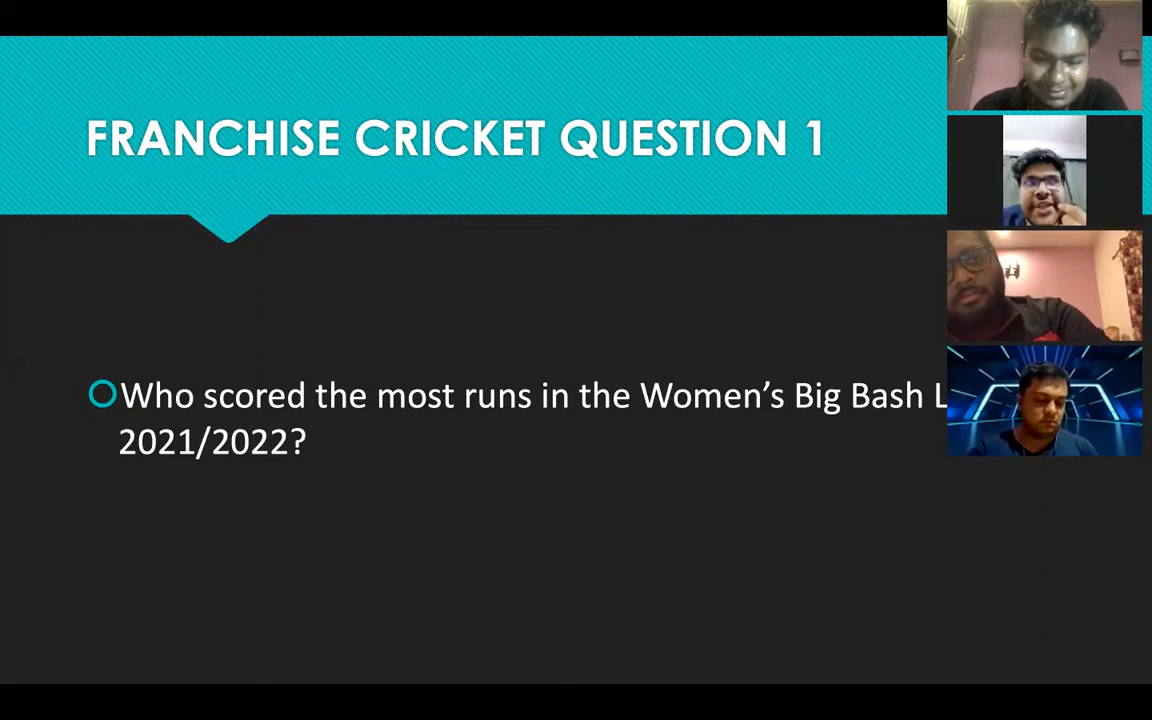 FRANCHISE CRICKET QUESTION 1
Who scored the most runs in the Women’s Big Bash L
2021/2022?